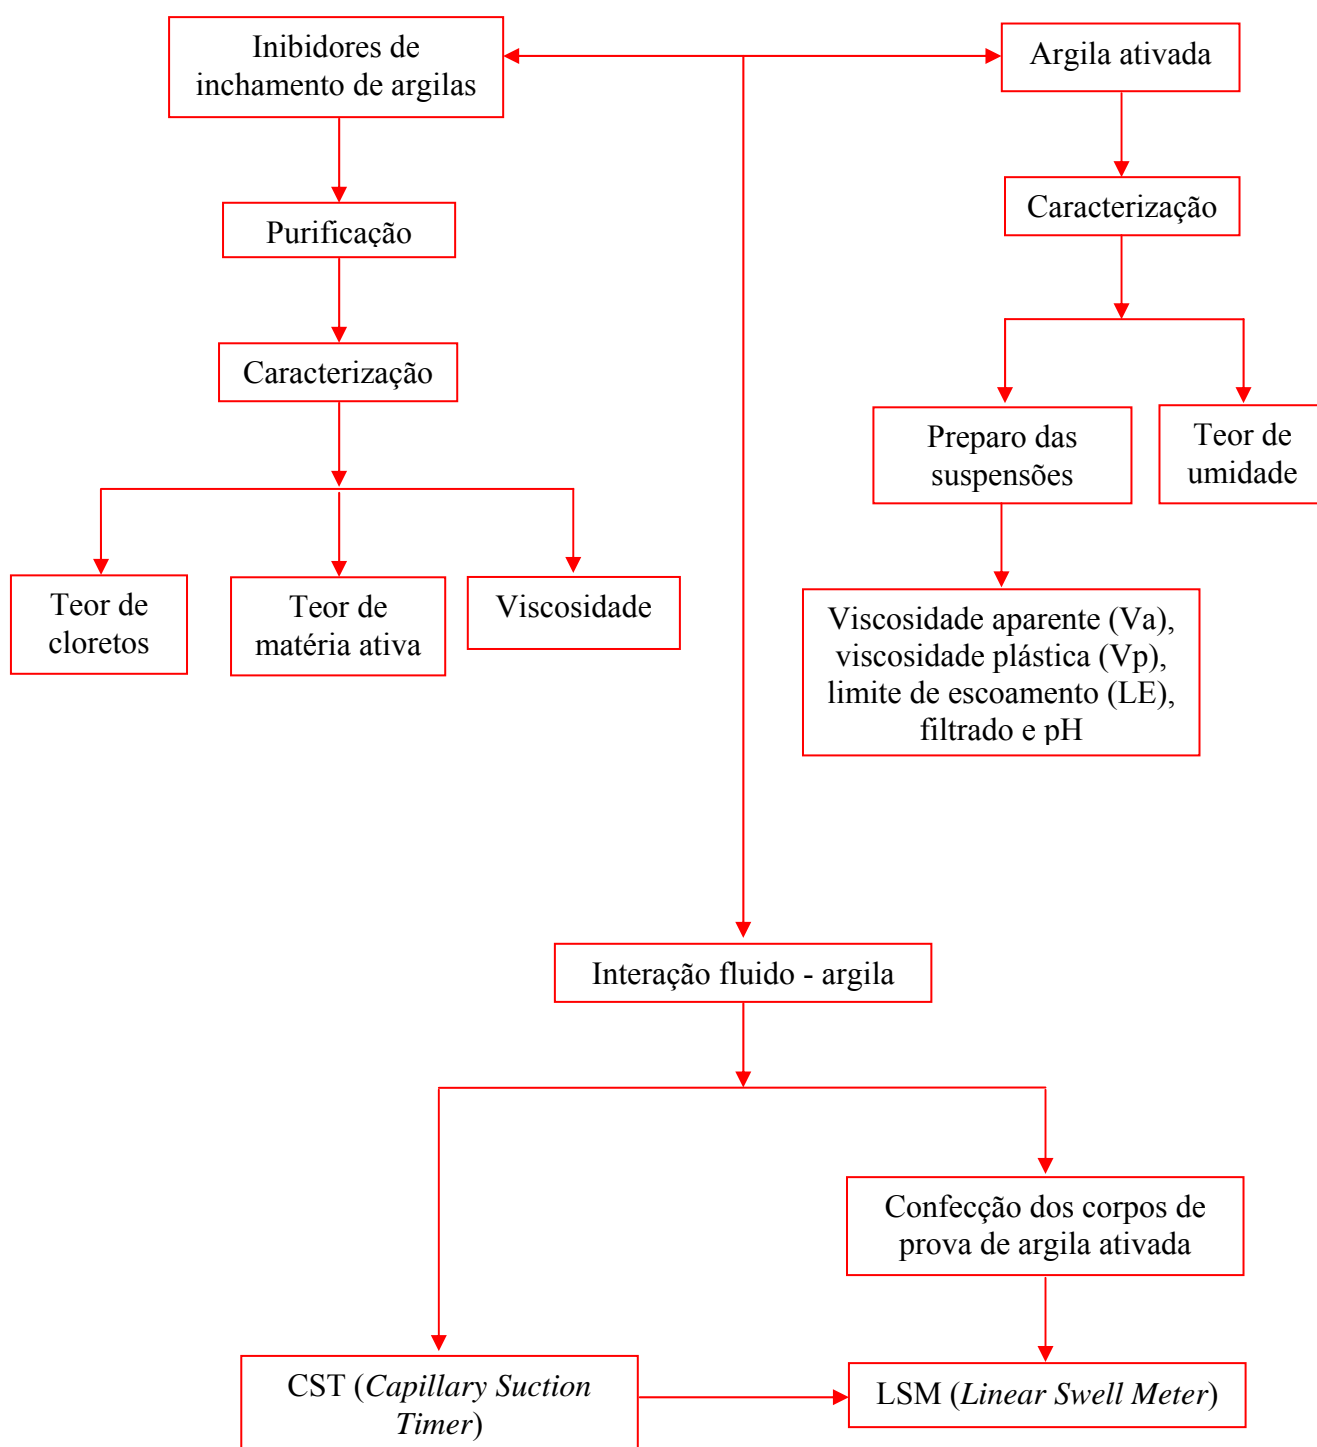 Inibidores de
inchamento de argilas
Argila ativada
Purificação
Caracterização
Caracterização
Preparo das
suspensões
Teor de
umidade
Teor de
cloretos
Teor de
matéria ativa
Viscosidade
Viscosidade aparente (Va),
viscosidade plástica (Vp),
limite de escoamento (LE),
filtrado e pH
Interação fluido - argila
Confecção dos corpos de
prova de argila ativada
CST (Capillary Suction
Timer)
LSM (Linear Swell Meter)